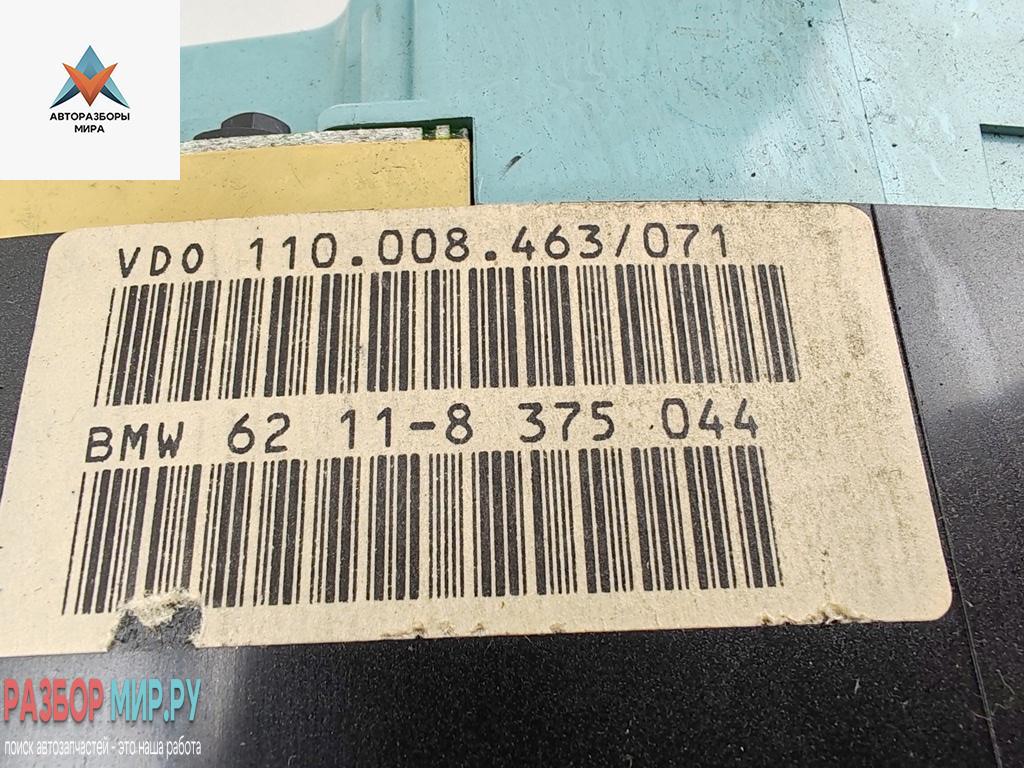 АВТОРАЗБОРЫ
МИРА
VDO 110.008.463/071
BMW 62 11-8 375 044
РАЗБОР МИР.РУ
поиск автозапчастей - это наша работа